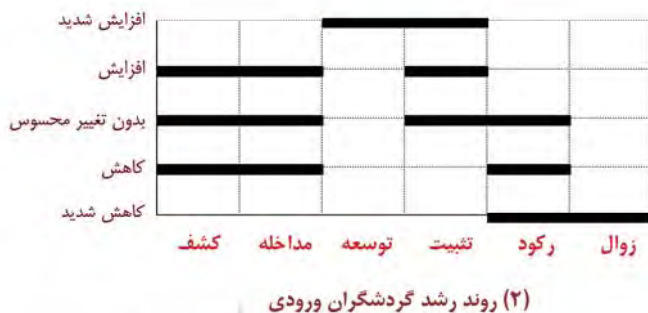 افزایش شدید
افزایش
بدون تغییر محسوس
کاهش
کاهش شدید
کشف مداخله توسعه تثبیت رکود زوال
(۲) روند رشد گردشگران ورودی